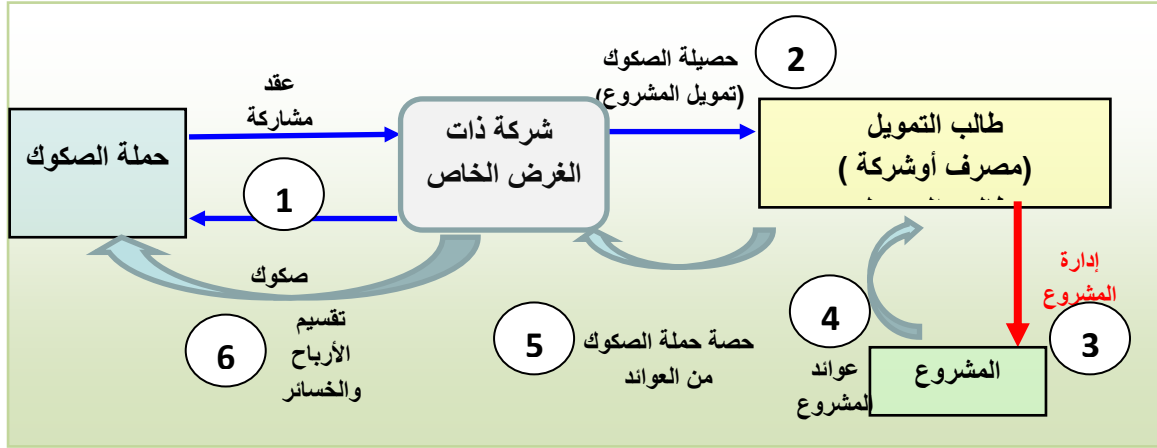 عقد
مشاركة
حملة الصكوك
1
صكوك
شركة ذات
الغرض الخاص
حصيلة الصكوك
(تمويل المشروع)
2
طالب التمويل
(مصرف أوشركة )
إدارة
المشروع
3
المشروع
4
عوائد
المشروع
5
حصة حملة الصكوك
من العوائد
6
تقسيم
الأرباح
والخسائر